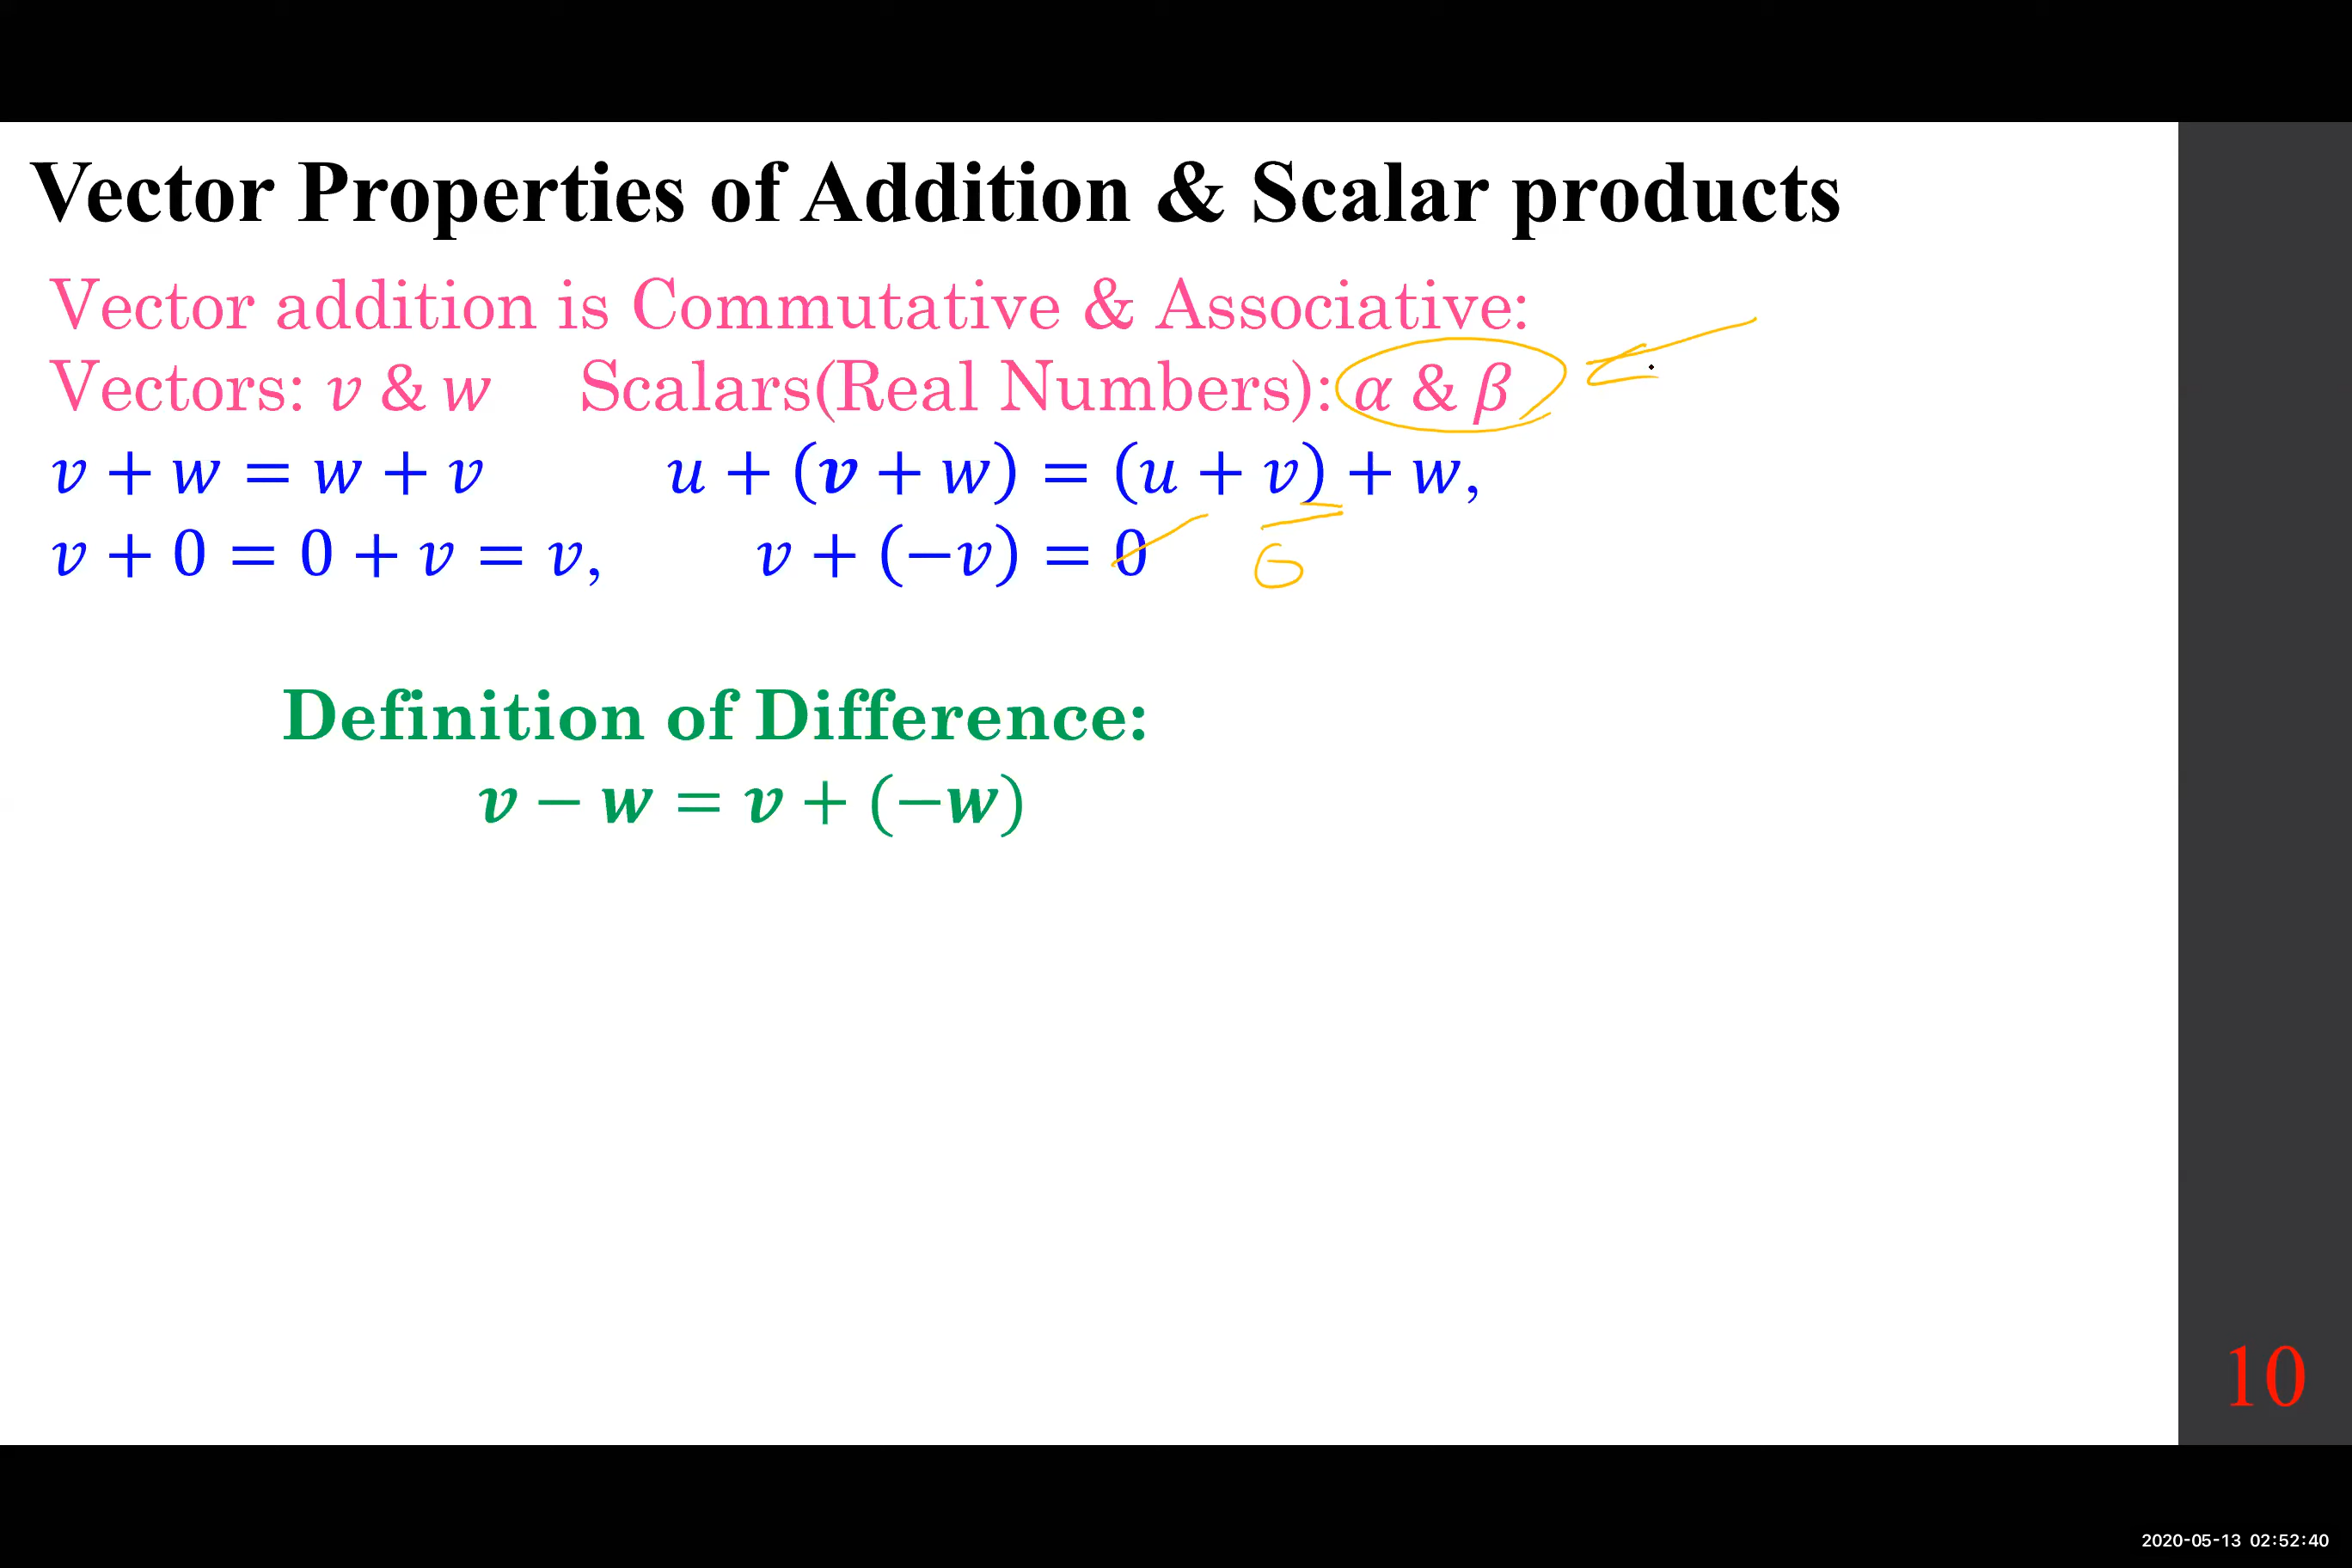 Vector Properties of Addition & Scalar products
Vector addition is Commutative & Associative:
Vectors: v & w Scalars(Real Numbers): α & β
v + w = w + v u + (v + w) = (u + v) + w,
v + 0 = 0 + v = v, v + (−v) = 0
Definition of Difference:
v − w = v + (−w)
10
2020-05-13 02:52:40